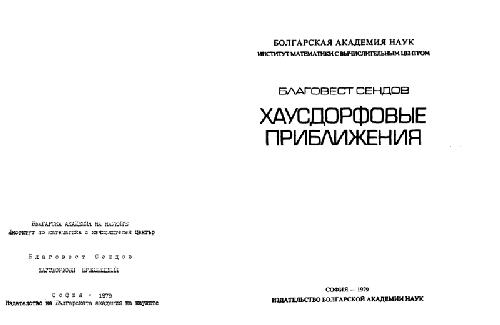 БЪЛГАРСКА АКАДЕМИЯ НА НАУКИТЕ
Институт по математика с изчислителен център
Благовест Сендов
ХАУСДОРФОВИ ПРИБЛИЖЕНИЯ
София - 1979
Издателство на Българската академия на науките
БОЛГАРСКАЯ АКАДЕМИЯ НАУК
ИНСТИТУТ МАТЕМАТИКИ С ВЫЧИСЛИТЕЛЬНЫМ ЦЕНТРОМ
БЛАГОВЕСТ СЕНДОВ
ХАУСДОРФОВЫЕ
ПРИБЛИЖЕНИЯ
СОФИЯ — 1979
ИЗДАТЕЛЬСТВО БОЛГАРСКОЙ АКАДЕМИИ НАУК